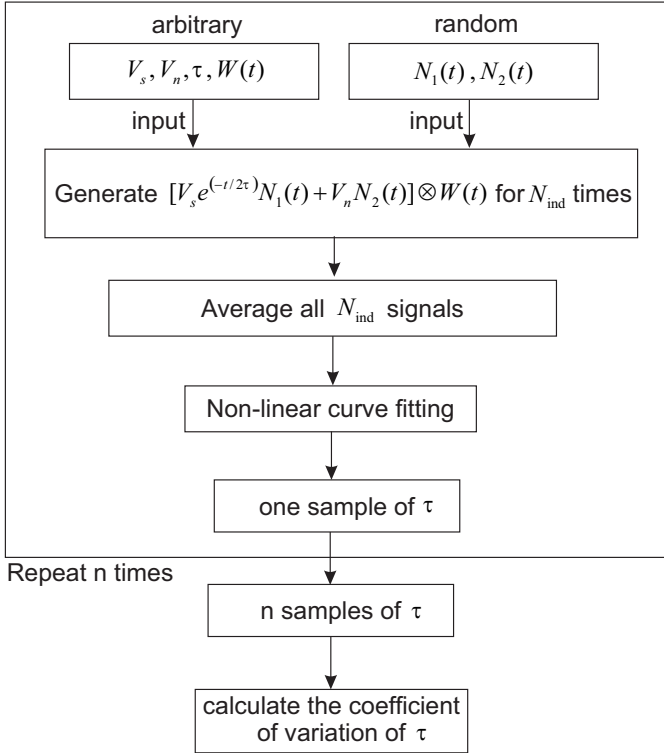 arbitrary random
V_s, V_n, τ, W(t) N_1(t), N_2(t)
input input
Generate [V_s e^{(-t/2τ)} N_1(t) + V_n N_2(t)] ⊗ W(t) for N_ind times
Average all N_ind signals
Non-linear curve fitting
one sample of τ
Repeat n times
n samples of τ
calculate the coefficient
of variation of τ